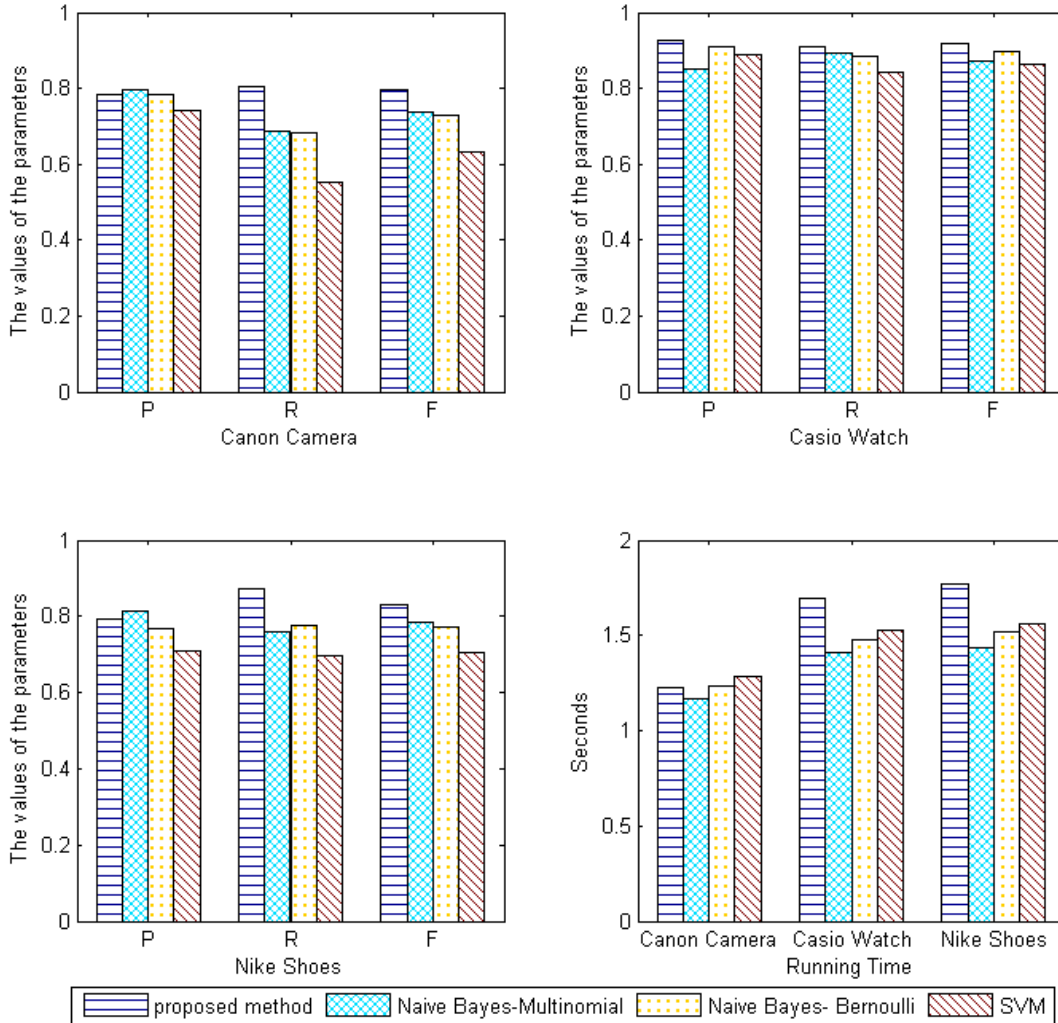 1
0.8
0.6
0.4
0.2
0
The values of the parameters
P R F
Canon Camera
1
0.8
0.6
0.4
0.2
0
The values of the parameters
P R F
Casio Watch
1
0.8
0.6
0.4
0.2
0
The values of the parameters
P R F
Nike Shoes
2
1.5
1
0.5
0
Seconds
Canon Camera Casio Watch Nike Shoes
Running Time
proposed method Naive Bayes-Multinomial Naive Bayes- Bernoulli SVM